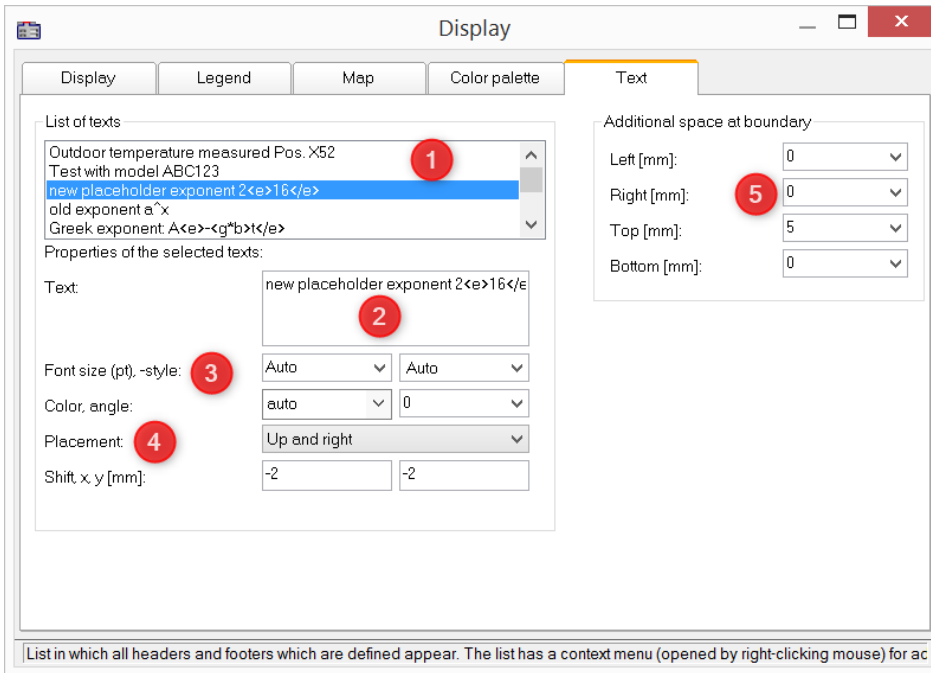 Display
Display Legend Map Color palette Text
List of texts
Outdoor temperature measured Pos. X52
Test with model ABC123
new placeholder exponent 2<e>16</e>
old exponent a^x
Greek exponent: A<e>-<g*b>t</e>
1
Properties of the selected texts:
Text: new placeholder exponent 2<e>16</e
2
Font size (pt), -style: 3 Auto Auto
Color, angle: auto 0
Placement: 4 Up and right
Shift, x, y [mm]: -2 -2
Additional space at boundary
Left [mm]: 0
Right [mm]: 5 0
Top [mm]: 5
Bottom [mm]: 0
List in which all headers and footers which are defined appear. The list has a context menu (opened by right-clicking mouse) for ac